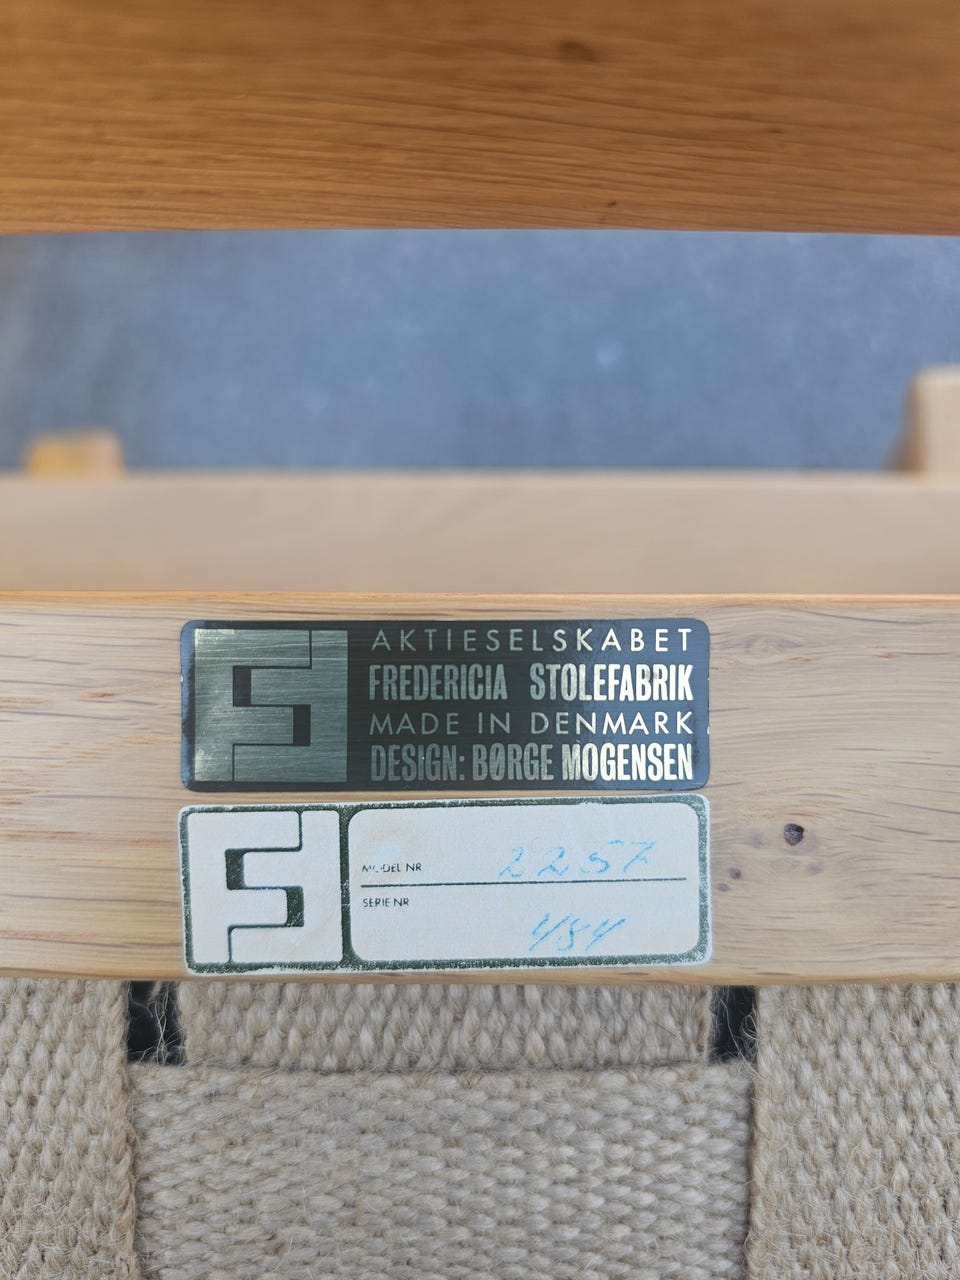 AKTIESELSKABET
FREDERICIA STOLEFABRIK
MADE IN DENMARK
DESIGN: BØRGE MOGENSEN
MODEL NR 2257
SERIE NR
484